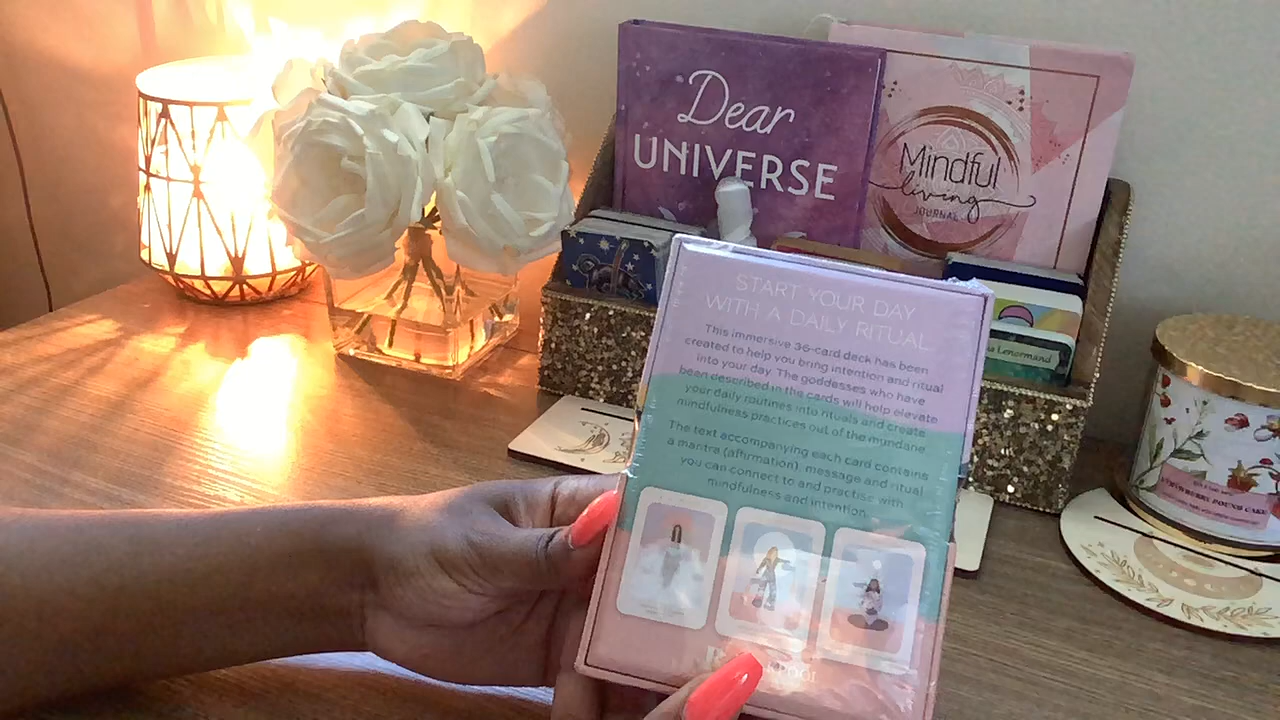 Dear
UNIVERSE
Mindful
living
JOURNAL
START YOUR DAY
WITH A DAILY RITUAL
This immersive 36-card deck has been
created to help you bring intention and ritual
into your day. The goddesses who have
been described in the cards will help elevate
your daily routines into rituals and create
mindfulness practices out of the mundane
The text accompanying each card contains
a mantra (affirmation), message and ritual
you can connect to and practise with
mindfulness and intention.
Lenormand
STRAWBERRY POUND CAKE